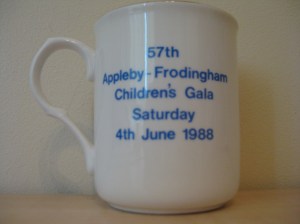 57th
Appleby-Frodingham
Children's Gala
Saturday
4th June 1988